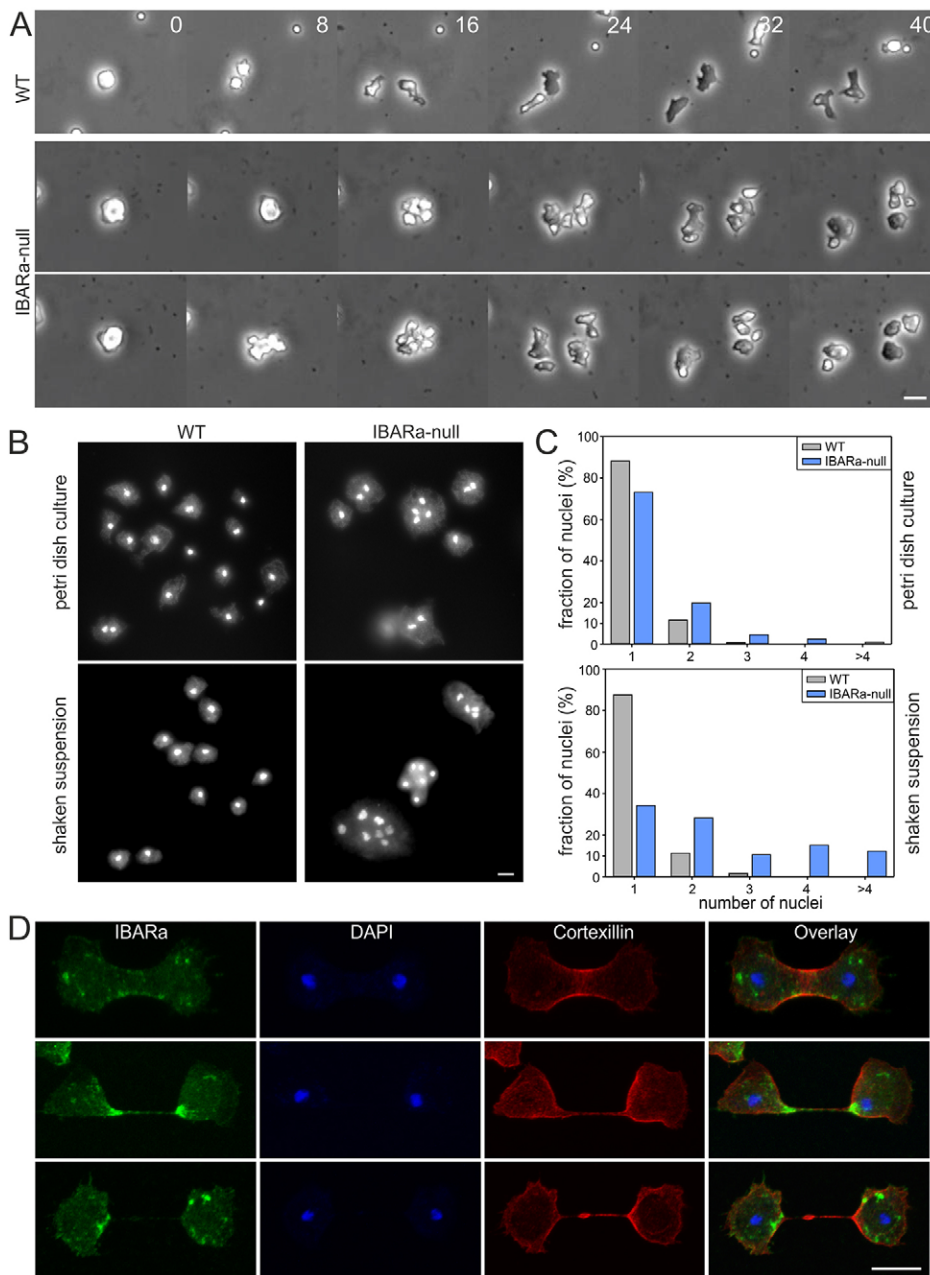 A
0 8 16 24 32 40
WT
IBARa-null
B
WT IBARa-null
petri dish culture
shaken suspension
C
100
80
60
40
20
10
0
fraction of nuclei (%)
WT
IBARa-null
1 2 3 4 >4
petri dish culture
100
80
60
40
20
10
0
fraction of nuclei (%)
WT
IBARa-null
1 2 3 4 >4
number of nuclei
shaken suspension
D
IBARa DAPI Cortexillin Overlay